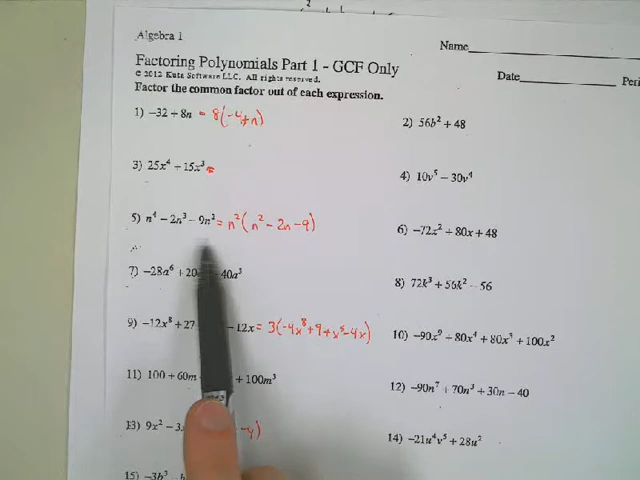 Algebra 1
Name
Factoring Polynomials Part 1 - GCF Only
© 2012 Kuta Software LLC. All rights reserved.
Date
Factor the common factor out of each expression.
1) −32 + 8n = 8(-4+n)
2) 56b² + 48
3) 25x⁴ + 15x³ =
4) 10v⁵ − 30v⁴
5) n⁴ − 2n³ − 9n² = n²(n² - 2n - 9)
6) −72x² + 80x + 48
7) −28a⁶ + 20 40a³
8) 72k³ + 56k² − 56
9) −12x⁸ + 27 − 12x = 3(-4x⁸ + 9 + x⁵ - 4x)
10) −90x⁹ + 80x⁴ + 80x³ + 100x²
11) 100 + 60m + 100m³
12) −90n⁷ + 70n³ + 30n − 40
13) 9x² − 3
14) −21u⁴v⁵ + 28u²
15) −3b³